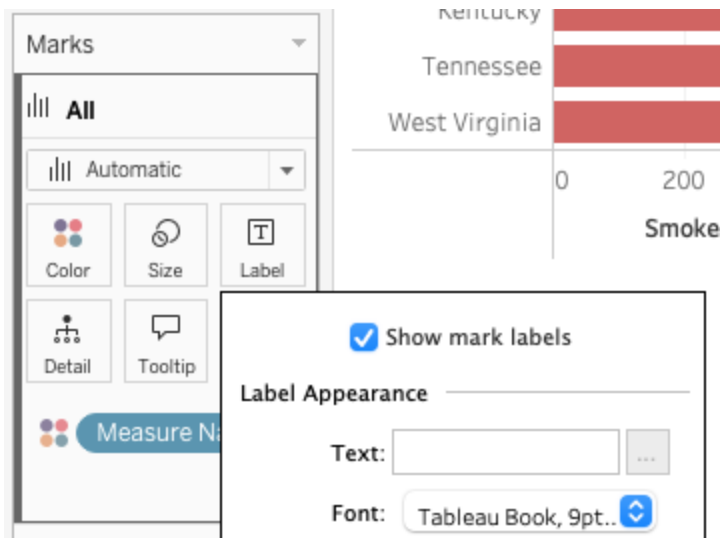 Marks
All
Automatic
Color Size Label
Detail Tooltip
Measure Na
Kentucky
Tennessee
West Virginia
0 200
Smoke
Show mark labels
Label Appearance
Text: ...
Font: Tableau Book, 9pt..